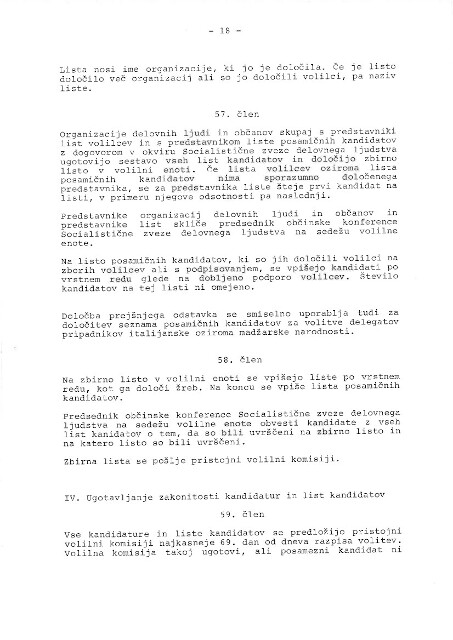 - 18 -
Lista nosi ime organizacije, ki jo je določila. Če je listo
določilo več organizacij ali so jo določili volilci, pa naziv
liste.
57. člen
Organizacije delovnih ljudi in občanov skupaj s predstavniki
list volilcev in s predstavnikom liste posamičnih kandidatov
z dogovorom v okviru Socialistične zveze delovnega ljudstva
ugotovijo sestavo vseh list kandidatov in določijo zbirno
listo v volilni enoti. Če lista volilcev oziroma lista
posamičnih kandidatov nima sporazumno določenega
predstavnika, se za predstavnika liste šteje prvi kandidat na
listi, v primeru njegove odsotnosti pa naslednji.
Predstavnike organizacij delovnih ljudi in občanov in
predstavnike list skliče predsednik občinske konference
Socialistične zveze delovnega ljudstva na sedežu volilne
enote.
Na listo posamičnih kandidatov, ki so jih določili volilci na
zborih volilcev ali s podpisovanjem, se vpišejo kandidati po
vrstnem redu glede na dobljeno podporo volilcev. Število
kandidatov na tej listi ni omejeno.
Določba prejšnjega odstavka se smiselno uporablja tudi za
določitev seznama posamičnih kandidatov za volitve delegatov
pripadnikov italijanske oziroma madžarske narodnosti.
58. člen
Na zbirno listo v volilni enoti se vpišejo liste po vrstnem
redu, kot ga določi žreb. Na koncu se vpiše lista posamičnih
kandidatov.
Predsednik občinske konference Socialistične zveze delovnega
ljudstva na sedežu volilne enote obvesti kandidate z vseh
list kanidatov o tem, da so bili uvrščeni na zbirno listo in
na katero listo so bili uvrščeni.
Zbirna lista se pošlje pristojni volilni komisiji.
IV. Ugotavljanje zakonitosti kandidatur in list kandidatov
59. člen
Vse kandidature in liste kandidatov se predložijo pristojni
volilni komisiji najkasneje 69. dan od dneva razpisa volitev.
Volilna komisija takoj ugotovi, ali posamezni kandidat ni